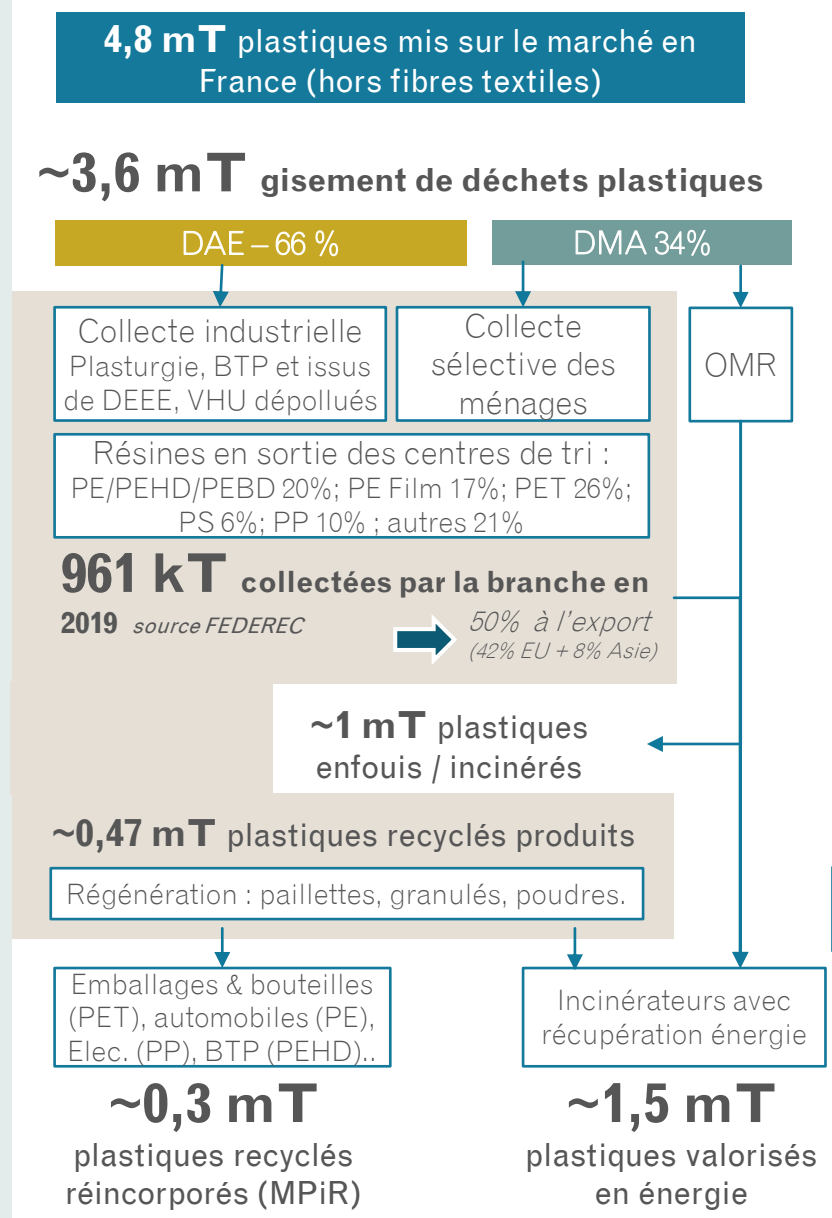 4,8 mT plastiques mis sur le marché en
France (hors fibres textiles)
~3,6 mT gisement de déchets plastiques
DAE – 66 %
DMA 34%
Collecte industrielle
Plasturgie, BTP et issus
de DEEE, VHU dépollués
Collecte
sélective des
ménages
OMR
Résines en sortie des centres de tri :
PE/PEHD/PEBD 20%; PE Film 17%; PET 26%;
PS 6%; PP 10% ; autres 21%
961 kT collectées par la branche en
2019 source FEDEREC
50% à l'export
(42% EU + 8% Asie)
~1 mT plastiques
enfouis / incinérés
~0,47 mT plastiques recyclés produits
Régénération : paillettes, granulés, poudres.
Emballages & bouteilles
(PET), automobiles (PE),
Elec. (PP), BTP (PEHD)..
Incinérateurs avec
récupération énergie
~0,3 mT
plastiques recyclés
réincorporés (MPiR)
~1,5 mT
plastiques valorisés
en énergie